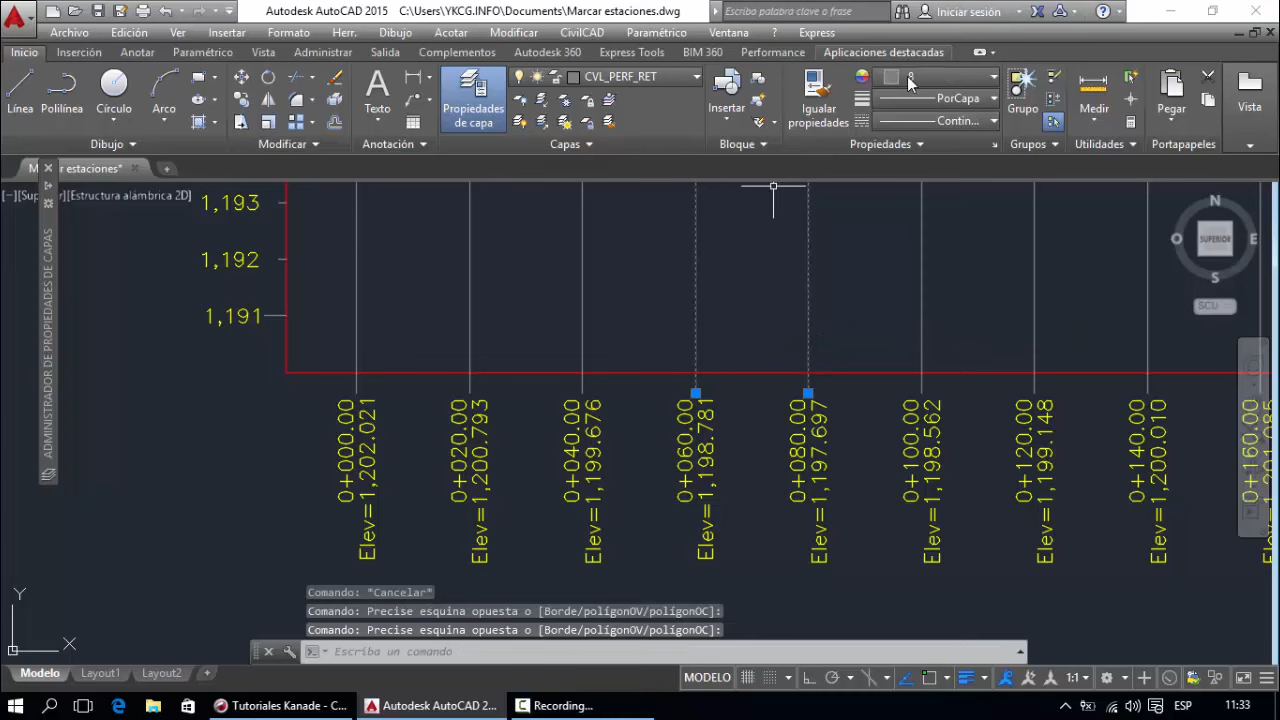 Autodesk AutoCAD 2015 C:\Users\YKCG.INFO\Documents\Marcar estaciones.dwg
Escriba palabra clave o frase
Iniciar sesión
Archivo Edición Ver Insertar Formato Herr. Dibujo Acotar Modificar CivilCAD Paramétrico Ventana ? Express
Inicio Inserción Anotar Paramétrico Vista Administrar Salida Complementos Autodesk 360 Express Tools BIM 360 Performance Aplicaciones destacadas
Línea Polilínea Círculo Arco
Texto
Propiedades de capa
CVL_PERF_RET
Insertar
Igualar propiedades
8
PorCapa
Contin...
Grupo
Medir
Pegar
Vista
Dibujo Modificar Anotación Capas Bloque Propiedades Grupos Utilidades Portapapeles
estaciones*
[−] [Estructura alámbrica 2D]
ADMINISTRADOR DE PROPIEDADES DE CAPAS
1,193
1,192
1,191
N
O SUPERIOR E
S
SCU
0+000.00
Elev=1,202.021
0+020.00
Elev=1,200.793
0+040.00
Elev=1,199.676
0+060.00
Elev=1,198.781
0+080.00
Elev=1,197.697
0+100.00
Elev=1,198.562
0+120.00
Elev=1,199.148
0+140.00
Elev=1,200.010
0+160.00
Comando: *Cancelar*
Comando: Precise esquina opuesta o [Borde/polígonOV/polígonOC]:
Comando: Precise esquina opuesta o [Borde/polígonOV/polígonOC]:
Escriba un comando
Y
X
Modelo Layout1 Layout2 +
MODELO
1:1
Tutoriales Kanade - C...
Autodesk AutoCAD 2...
Recording...
ESP
11:33